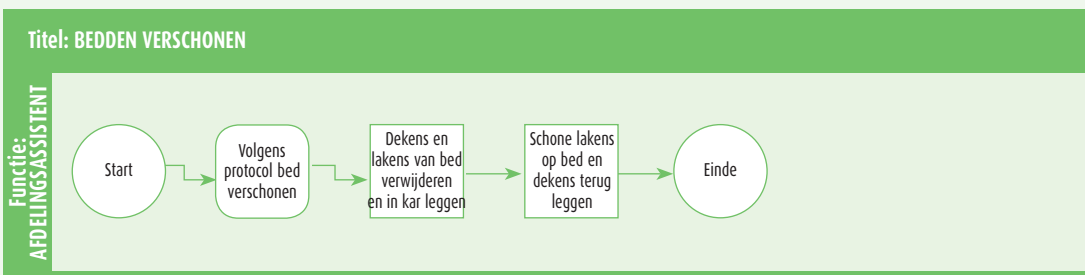 Titel: BEDDEN VERSCHONEN
Functie:
AFDELINGSASSISTENT
Start
Volgens
protocol bed
verschonen
Dekens en
lakens van bed
verwijderen
en in kar leggen
Schone lakens
op bed en
dekens terug
leggen
Einde